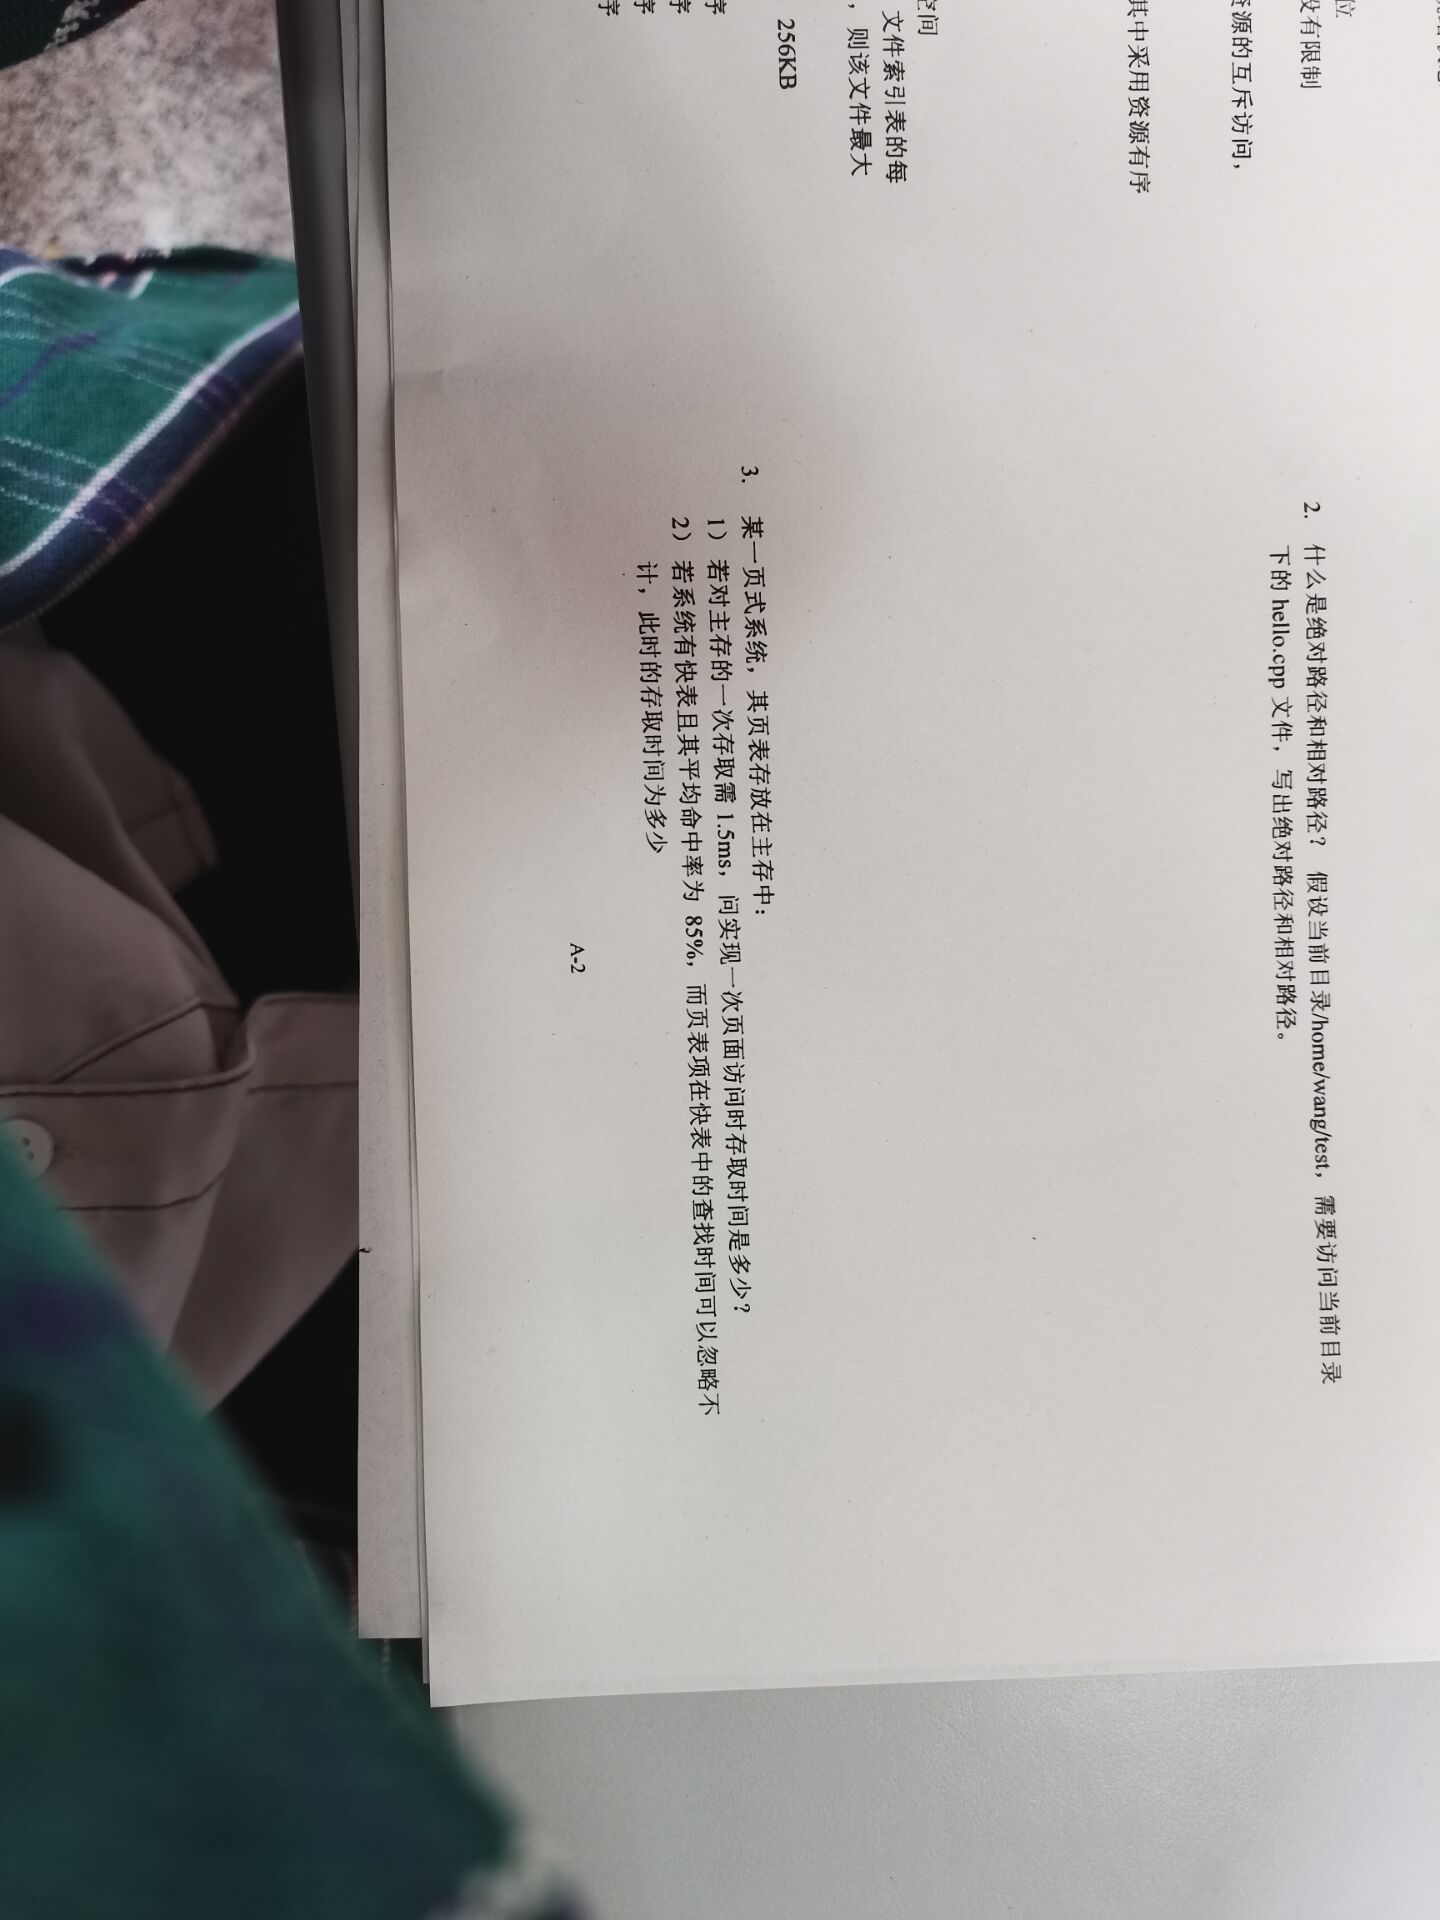 位
没有限制
资源的互斥访问,
其中采用资源有序
空间
文件索引表的每
,则该文件最大
256KB
序
序
序
序
2. 什么是绝对路径和相对路径? 假设当前目录/home/wang/test, 需要访问当前目录
下的 hello.cpp 文件, 写出绝对路径和相对路径。
3. 某一页式系统, 其页表存放在主存中:
1) 若对主存的一次存取需 1.5ms, 问实现一次页面访问时存取时间是多少?
2) 若系统有快表且其平均命中率为 85%, 而页表项在快表中的查找时间可以忽略不
计, 此时的存取时间为多少
A-2